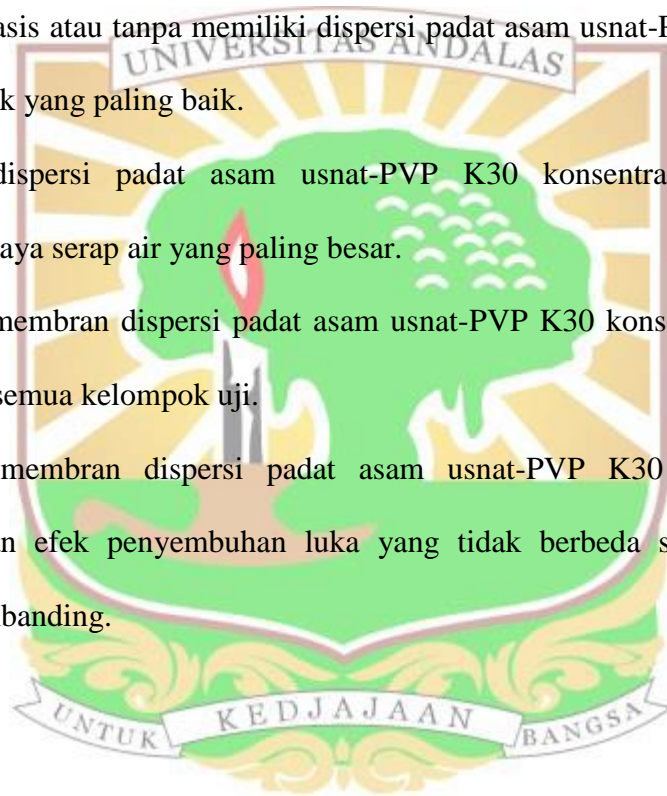 asis atau tanpa memiliki dispersi padat asam usnat-
UNIVERSITAS ANDALAS
k yang paling baik.
dispersi padat asam usnat-PVP K30 konsentra
aya serap air yang paling besar.
membran dispersi padat asam usnat-PVP K30 kons
semua kelompok uji.
membran dispersi padat asam usnat-PVP K30
n efek penyembuhan luka yang tidak berbeda s
banding.
UNTUK KEDJAJAAN BANGSA